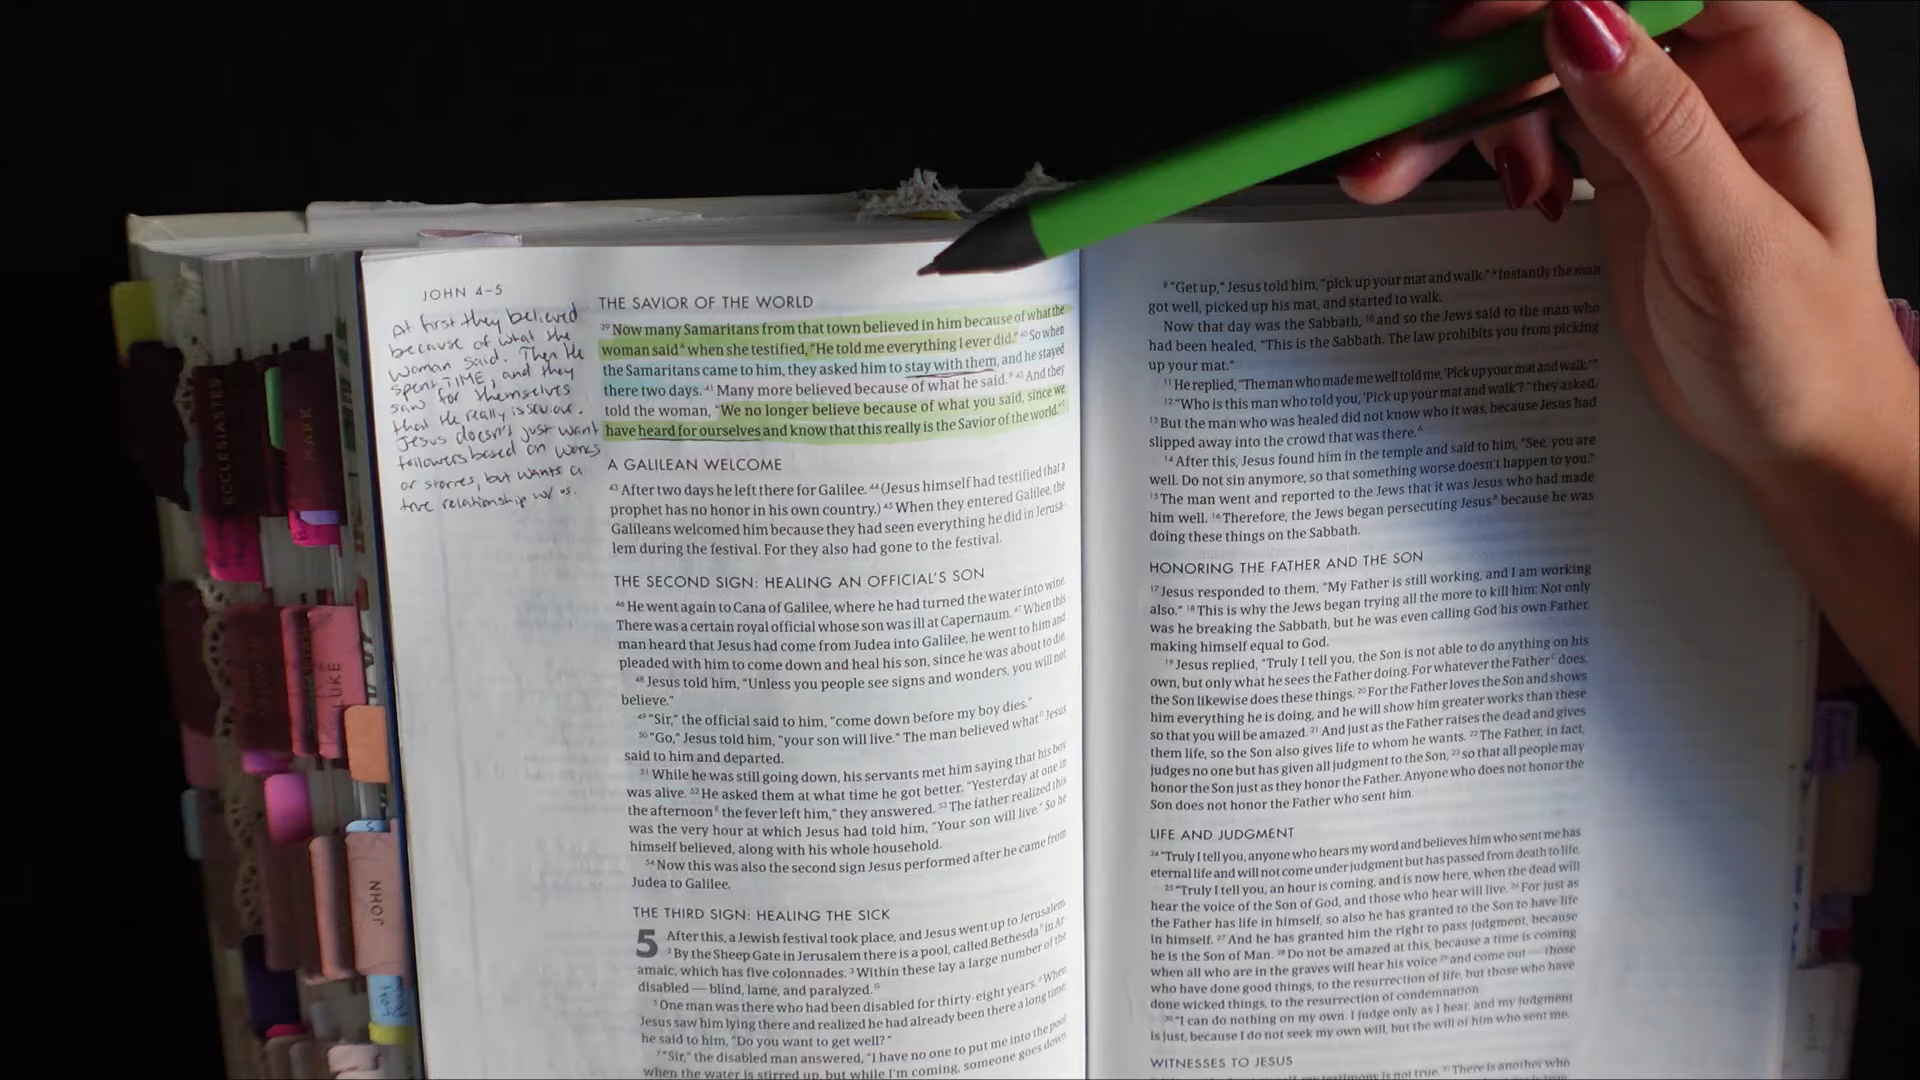 JOHN 4–5
At first they believed
because of what the
woman said. Then He
spent TIME, and they
saw for themselves
that He really is savior.
Jesus doesn't just want
followers based on works
or stories, but wants a
true relationship w/ us.
THE SAVIOR OF THE WORLD
39 Now many Samaritans from that town believed in him because of what the
woman said A when she testified, “He told me everything I ever did.” 40 So when
the Samaritans came to him, they asked him to stay with them, and he stayed
there two days. 41 Many more believed because of what he said. B 42 And they
told the woman, “We no longer believe because of what you said, since we
have heard for ourselves and know that this really is the Savior of the world.”
A GALILEAN WELCOME
43 After two days he left there for Galilee. 44 (Jesus himself had testified that a
prophet has no honor in his own country.) 45 When they entered Galilee, the
Galileans welcomed him because they had seen everything he did in Jerusa-
lem during the festival. For they also had gone to the festival.
THE SECOND SIGN: HEALING AN OFFICIAL’S SON
46 He went again to Cana of Galilee, where he had turned the water into wine.
There was a certain royal official whose son was ill at Capernaum. 47 When this
man heard that Jesus had come from Judea into Galilee, he went to him and
pleaded with him to come down and heal his son, since he was about to die.
48 Jesus told him, “Unless you people see signs and wonders, you will not
believe.”
49 “Sir,” the official said to him, “come down before my boy dies.”
50 “Go,” Jesus told him, “your son will live.” The man believed what D Jesus
said to him and departed.
51 While he was still going down, his servants met him saying that his boy
was alive. 52 He asked them at what time he got better. “Yesterday at one in
the afternoon E the fever left him,” they answered. 53 The father realized this
was the very hour at which Jesus had told him, “Your son will live.” So he
himself believed, along with his whole household.
54 Now this was also the second sign Jesus performed after he came from
Judea to Galilee.
THE THIRD SIGN: HEALING THE SICK
5 After this, a Jewish festival took place, and Jesus went up to Jerusalem.
2 By the Sheep Gate in Jerusalem there is a pool, called Bethesda F in Ar-
amaic, which has five colonnades. 3 Within these lay a large number of the
disabled — blind, lame, and paralyzed. G
5 One man was there who had been disabled for thirty-eight years. 6 When
Jesus saw him lying there and realized he had already been there a long time,
he said to him, “Do you want to get well?”
7 “Sir,” the disabled man answered, “I have no one to put me into the pool
when the water is stirred up, but while I’m coming, someone goes down
8 “Get up,” Jesus told him, “pick up your mat and walk.” 9 Instantly the man
got well, picked up his mat, and started to walk.
Now that day was the Sabbath, 10 and so the Jews said to the man who
had been healed, “This is the Sabbath. The law prohibits you from picking
up your mat.”
11 He replied, “The man who made me well told me, ‘Pick up your mat and walk.’”
12 “Who is this man who told you, ‘Pick up your mat and walk’?” they asked.
13 But the man who was healed did not know who it was, because Jesus had
slipped away into the crowd that was there. A
14 After this, Jesus found him in the temple and said to him, “See, you are
well. Do not sin anymore, so that something worse doesn’t happen to you.”
15 The man went and reported to the Jews that it was Jesus who had made
him well. 16 Therefore, the Jews began persecuting Jesus B because he was
doing these things on the Sabbath.
HONORING THE FATHER AND THE SON
17 Jesus responded to them, “My Father is still working, and I am working
also.” 18 This is why the Jews began trying all the more to kill him: Not only
was he breaking the Sabbath, but he was even calling God his own Father,
making himself equal to God.
19 Jesus replied, “Truly I tell you, the Son is not able to do anything on his
own, but only what he sees the Father doing. For whatever the Father C does,
the Son likewise does these things. 20 For the Father loves the Son and shows
him everything he is doing, and he will show him greater works than these
so that you will be amazed. 21 And just as the Father raises the dead and gives
them life, so the Son also gives life to whom he wants. 22 The Father, in fact,
judges no one but has given all judgment to the Son, 23 so that all people may
honor the Son just as they honor the Father. Anyone who does not honor the
Son does not honor the Father who sent him.
LIFE AND JUDGMENT
24 “Truly I tell you, anyone who hears my word and believes him who sent me has
eternal life and will not come under judgment but has passed from death to life.
25 “Truly I tell you, an hour is coming, and is now here, when the dead will
hear the voice of the Son of God, and those who hear will live. 26 For just as
the Father has life in himself, so also he has granted to the Son to have life
in himself. 27 And he has granted him the right to pass judgment, because
he is the Son of Man. 28 Do not be amazed at this, because a time is coming
when all who are in the graves will hear his voice 29 and come out — those
who have done good things, to the resurrection of life, but those who have
done wicked things, to the resurrection of condemnation.
30 “I can do nothing on my own. I judge only as I hear, and my judgment
is just, because I do not seek my own will, but the will of him who sent me.
WITNESSES TO JESUS
my testimony is not true. 31 There is another who
ECCLESIASTES
MARK
LUKE
JOHN